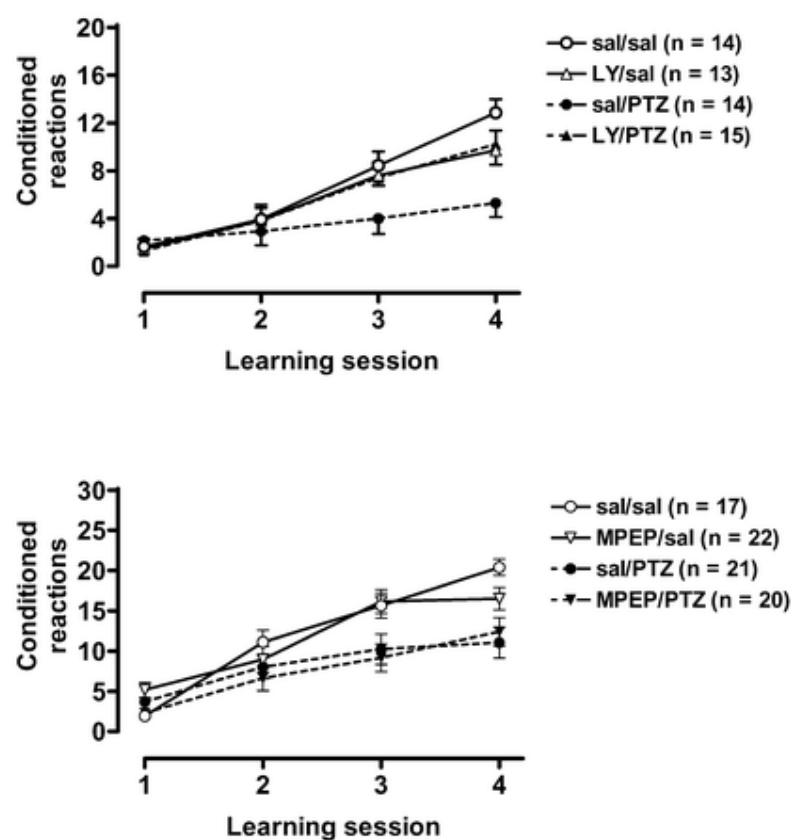 20
16
12
8
4
0
Conditioned
reactions
1 2 3 4
Learning session
sal/sal (n = 14)
LY/sal (n = 13)
sal/PTZ (n = 14)
LY/PTZ (n = 15)
30
25
20
15
10
5
0
Conditioned
reactions
1 2 3 4
Learning session
sal/sal (n = 17)
MPEP/sal (n = 22)
sal/PTZ (n = 21)
MPEP/PTZ (n = 20)